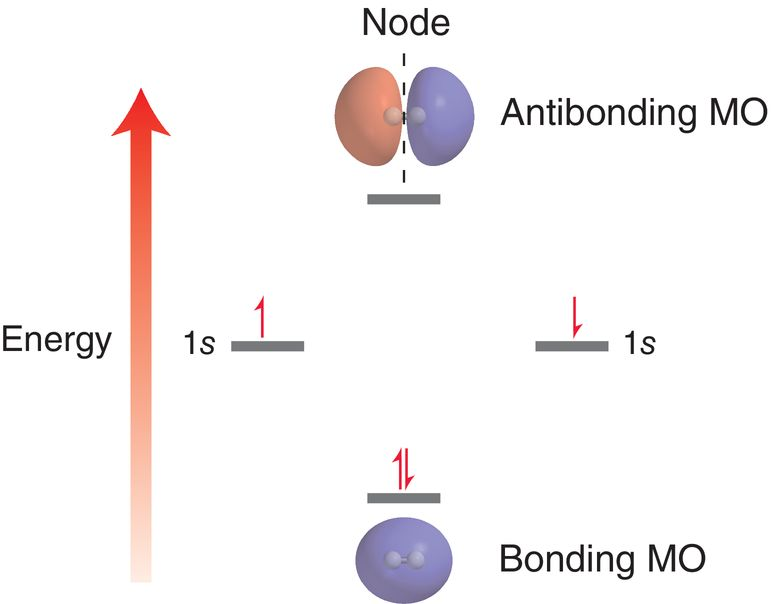 Node
Antibonding MO
Energy
1s
1s
Bonding MO